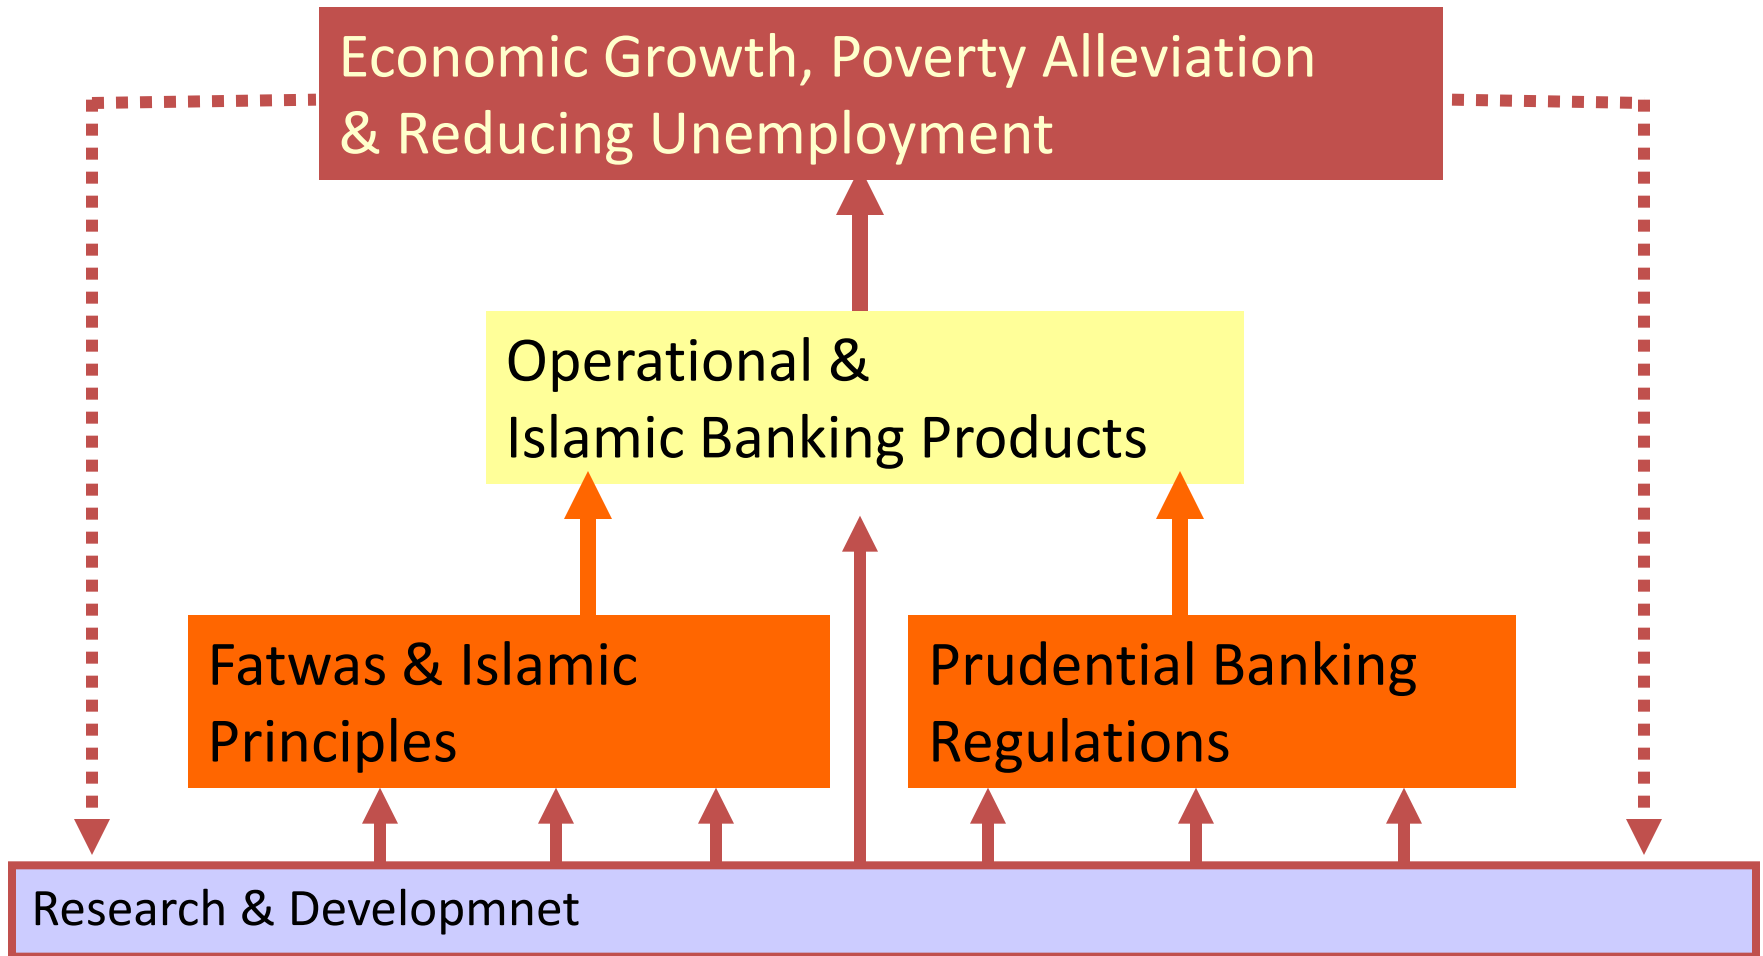 Economic Growth, Poverty Alleviation
& Reducing Unemployment
Operational &
Islamic Banking Products
Fatwas & Islamic
Principles
Prudential Banking
Regulations
Research & Developmnet